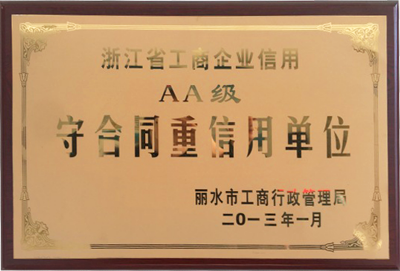 浙江省工商企业信用
AA级
守合同重信用单位
丽水市工商行政管理局
二〇一三年一月